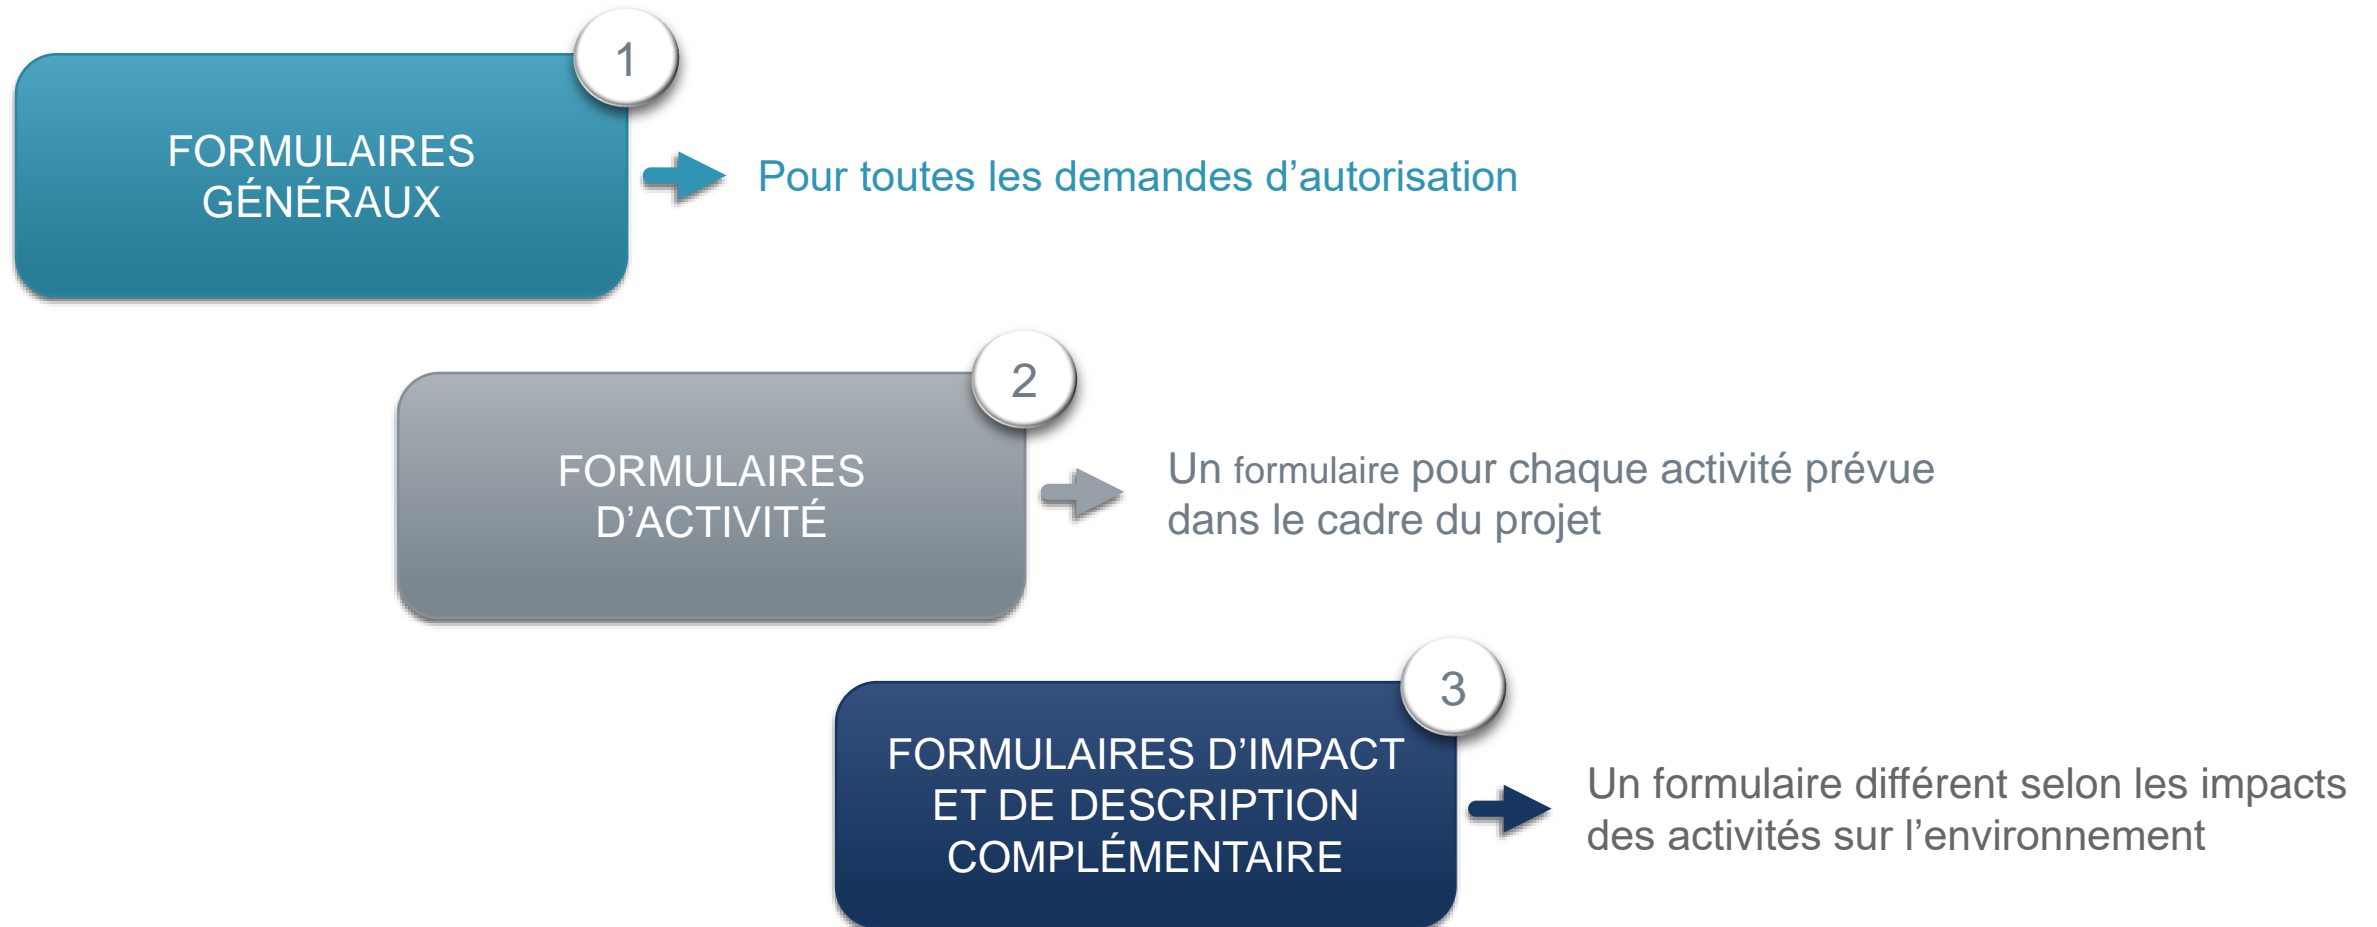 1
FORMULAIRES
GÉNÉRAUX
Pour toutes les demandes d’autorisation
2
FORMULAIRES
D’ACTIVITÉ
Un formulaire pour chaque activité prévue
dans le cadre du projet
3
FORMULAIRES D’IMPACT
ET DE DESCRIPTION
COMPLÉMENTAIRE
Un formulaire différent selon les impacts
des activités sur l’environnement